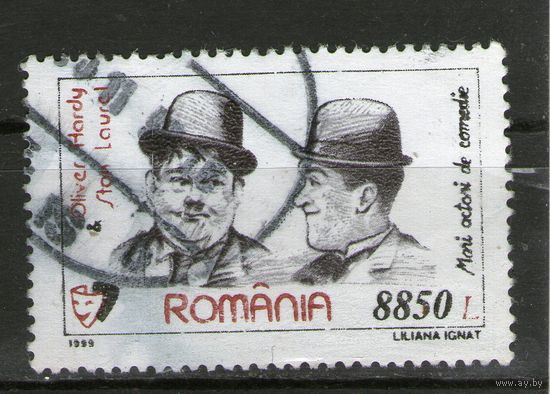 Oliver Hardy
& Stan Laurel
Mari actori de comedie
ROMÂNIA
8850 L
1999
LILIANA IGNAT
www.ay.by